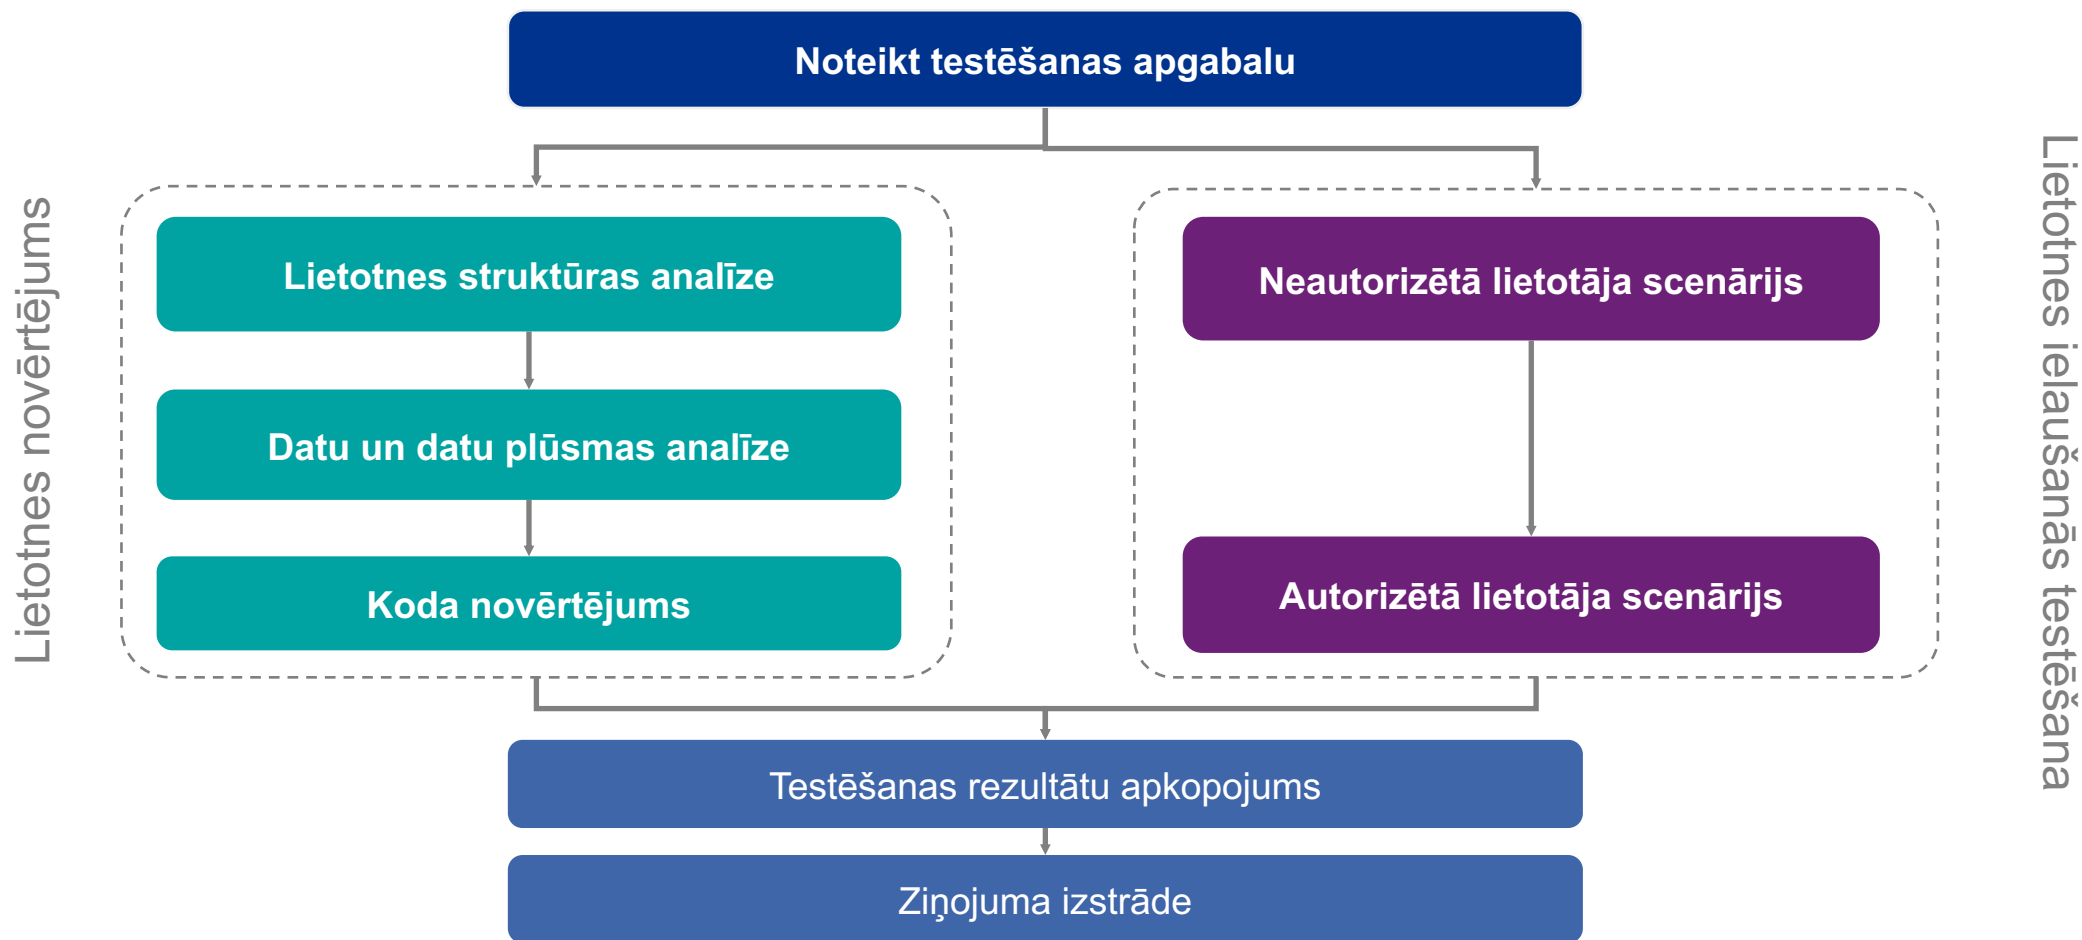 Noteikt testēšanas apgabalu
Lietotnes novērtējums
Lietotnes struktūras analīze
Datu un datu plūsmas analīze
Koda novērtējums
Neautorizētā lietotāja scenārijs
Autorizētā lietotāja scenārijs
Lietotnes ielaušanās testēšana
Testēšanas rezultātu apkopojums
Ziņojuma izstrāde